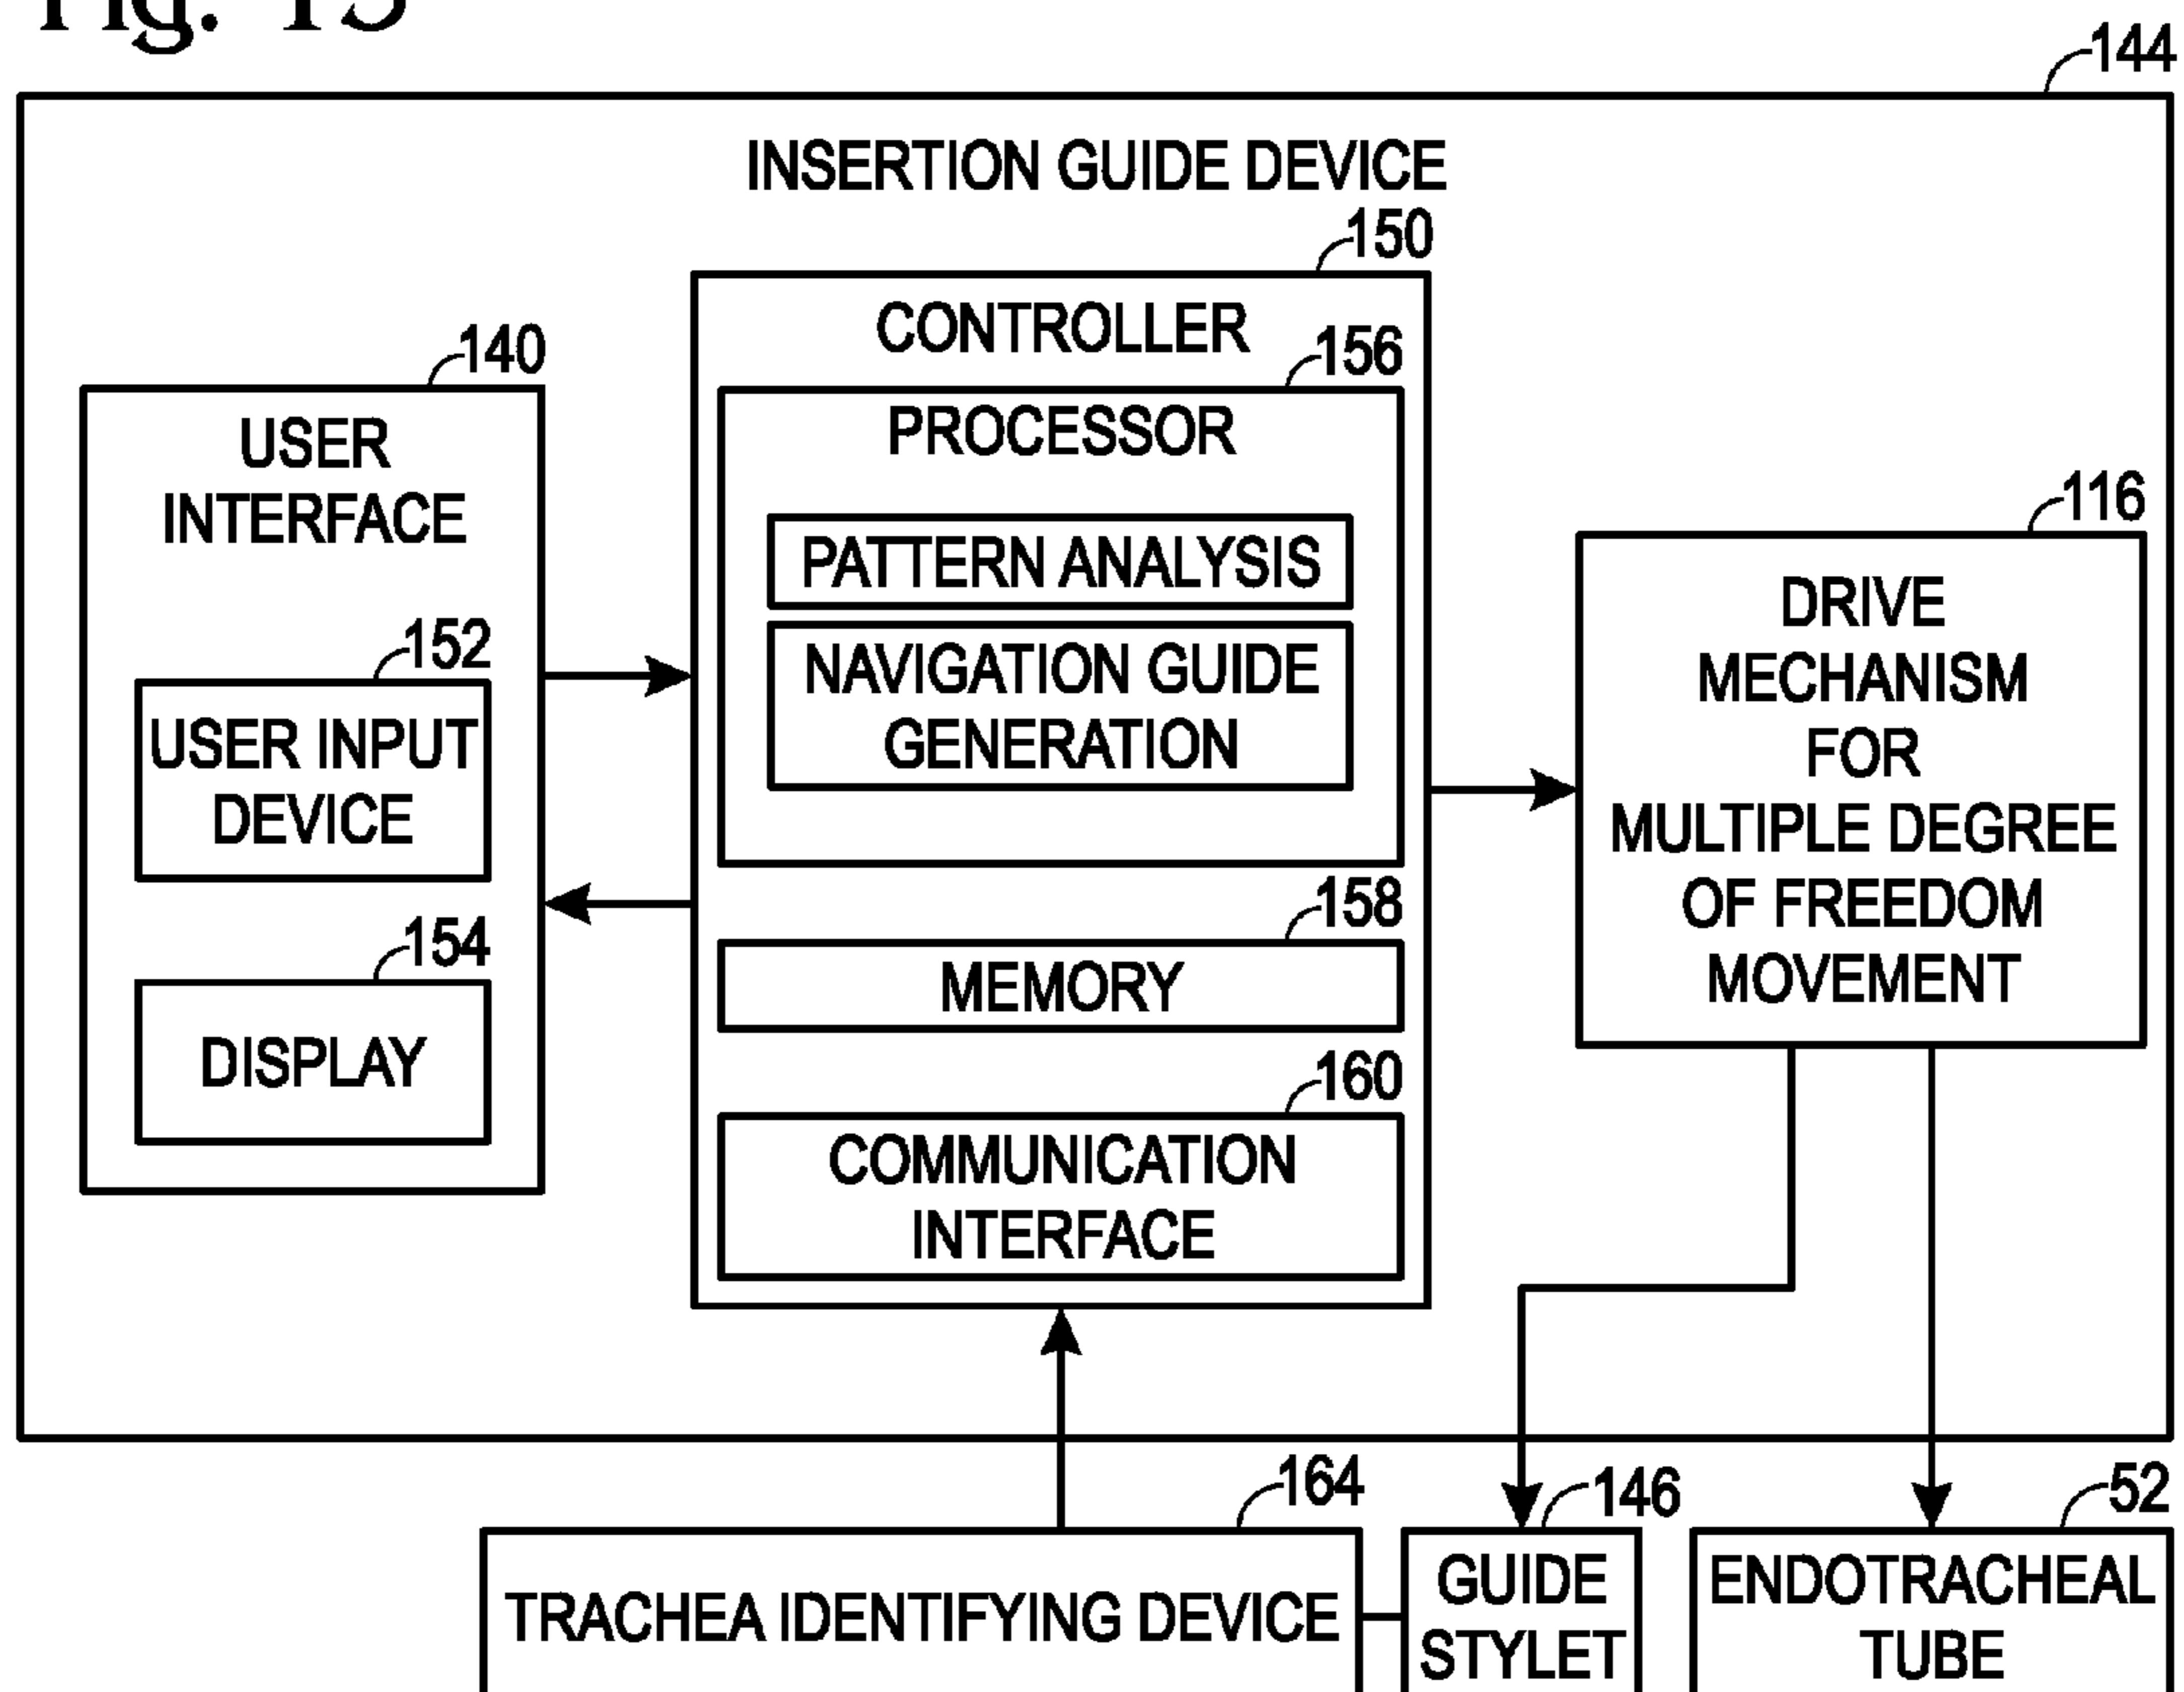 Fig. 15
144
INSERTION GUIDE DEVICE
150
CONTROLLER
140
USER
INTERFACE
152
USER INPUT
DEVICE
154
DISPLAY
156
PROCESSOR
PATTERN ANALYSIS
NAVIGATION GUIDE
GENERATION
158
MEMORY
160
COMMUNICATION
INTERFACE
116
DRIVE
MECHANISM
FOR
MULTIPLE DEGREE
OF FREEDOM
MOVEMENT
164
TRACHEA IDENTIFYING DEVICE
146
GUIDE
STYLET
52
ENDOTRACHEAL
TUBE